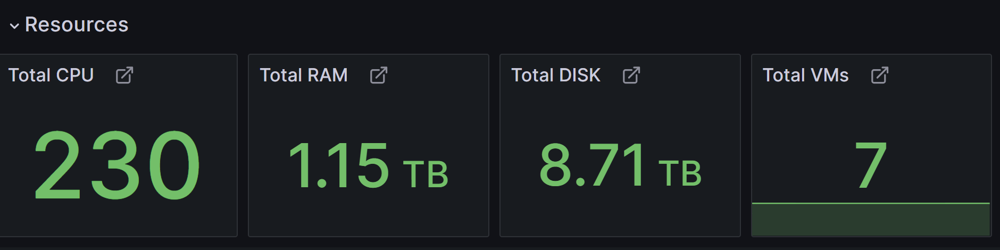 Resources
Total CPU
230
Total RAM
1.15 TB
Total DISK
8.71 TB
Total VMs
7